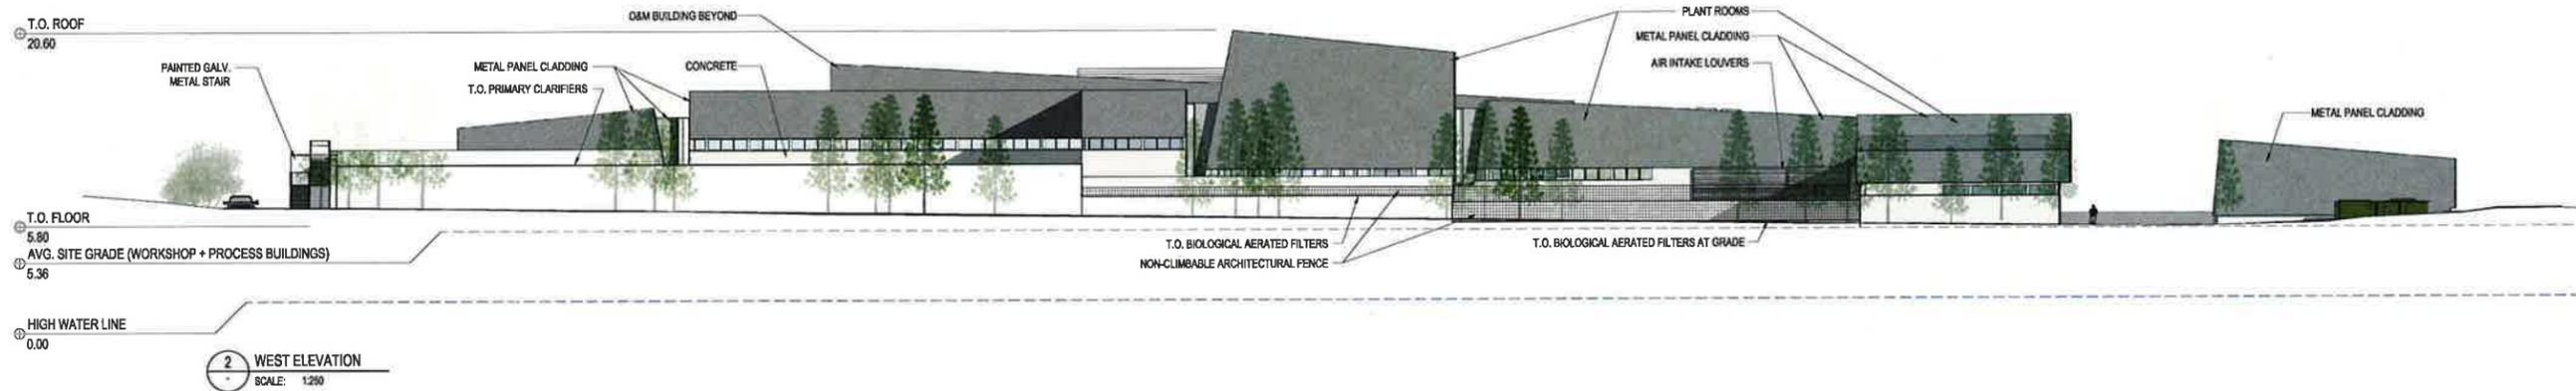 T.O. ROOF
20.60
O&M BUILDING BEYOND
PLANT ROOMS
METAL PANEL CLADDING
PAINTED GALV.
METAL STAIR
METAL PANEL CLADDING
CONCRETE
AIR INTAKE LOUVERS
T.O. PRIMARY CLARIFIERS
METAL PANEL CLADDING
T.O. FLOOR
5.80
AVG. SITE GRADE (WORKSHOP + PROCESS BUILDINGS)
5.36
T.O. BIOLOGICAL AERATED FILTERS
T.O. BIOLOGICAL AERATED FILTERS AT GRADE
NON-CLIMBABLE ARCHITECTURAL FENCE
HIGH WATER LINE
0.00
2 WEST ELEVATION
- SCALE: 1:250